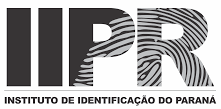 IIPR
INSTITUTO DE IDENTIFICAÇÃO DO PARANÁ